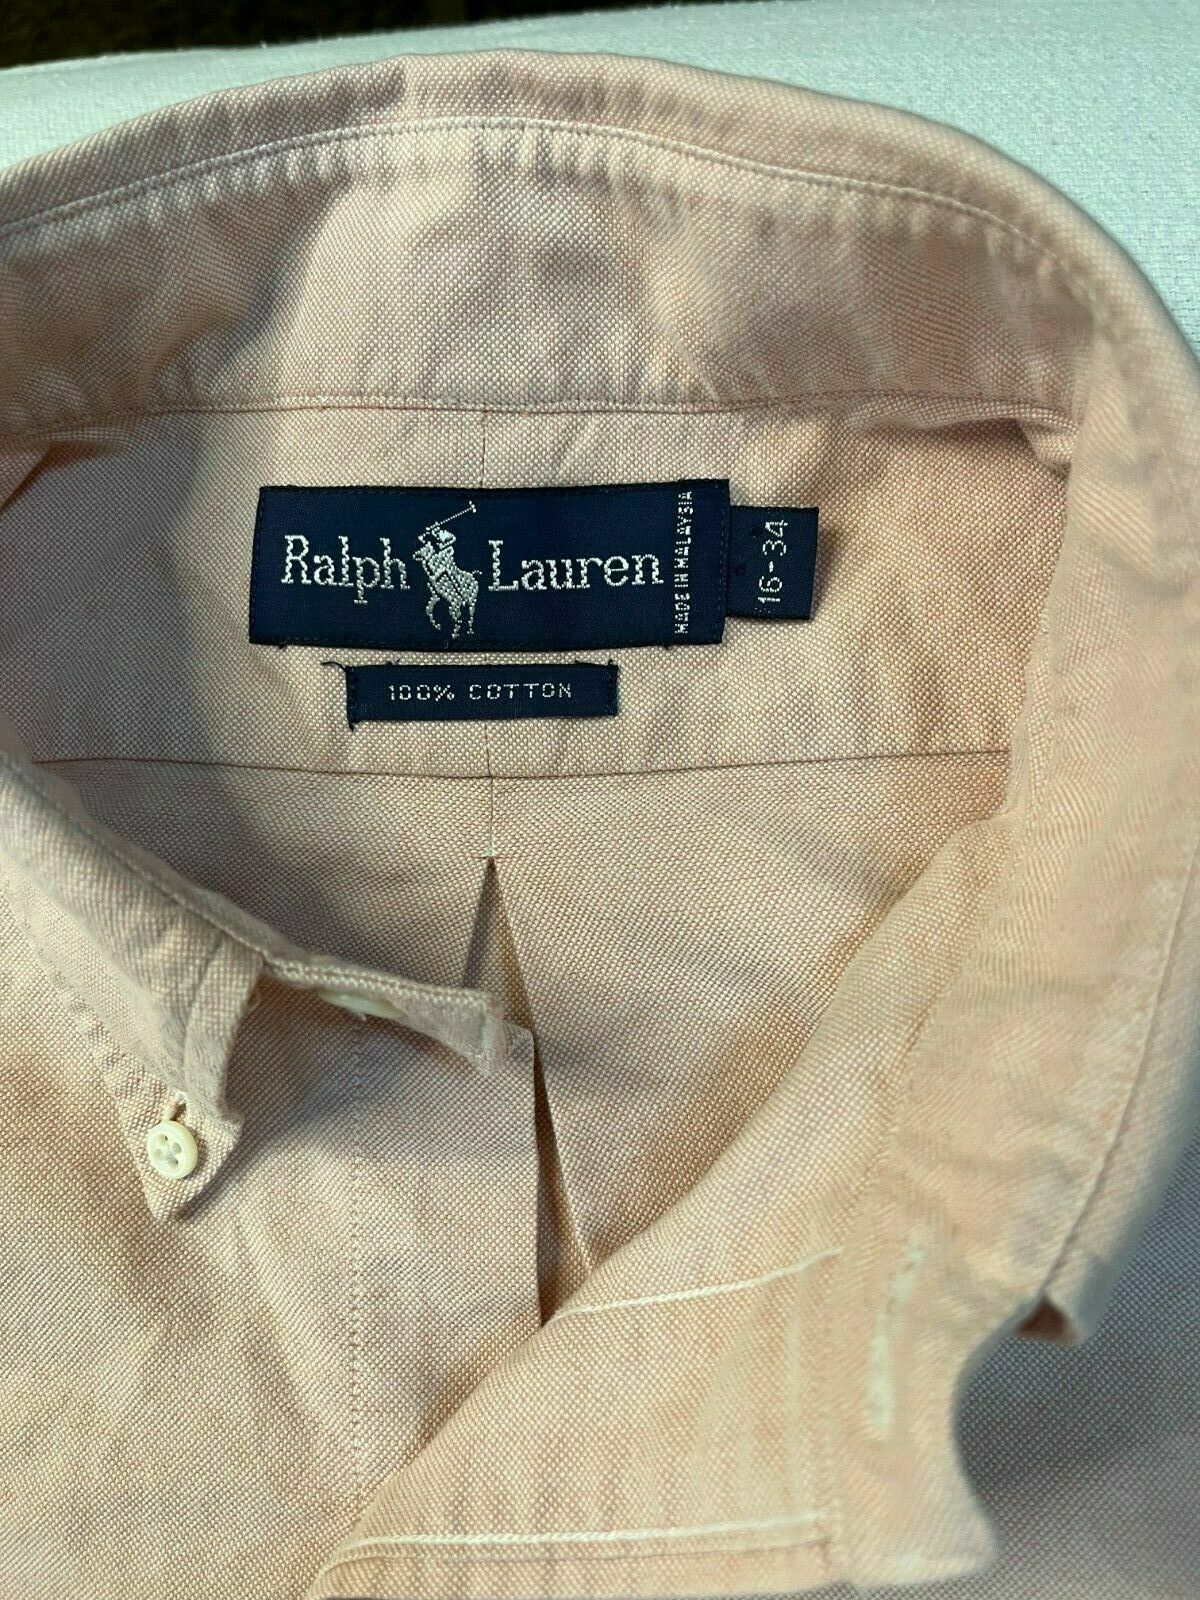 Ralph Lauren
MADE IN MALAYSIA
16-34
100% COTTON